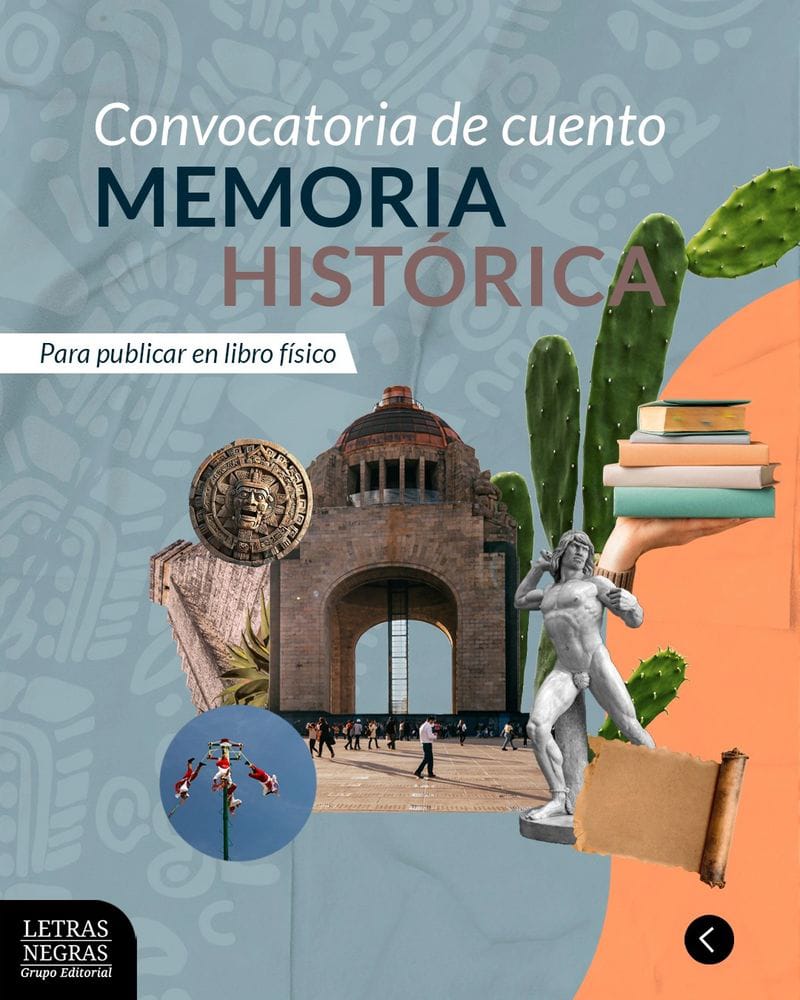 Convocatoria de cuento
MEMORIA
HISTÓRICA
Para publicar en libro físico
LETRAS
NEGRAS
Grupo Editorial